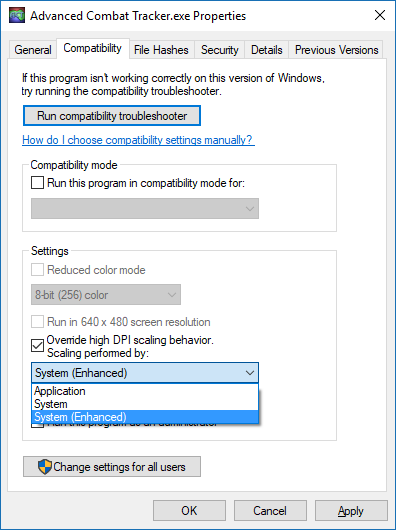 Advanced Combat Tracker.exe Properties
General Compatibility File Hashes Security Details Previous Versions
If this program isn't working correctly on this version of Windows,
try running the compatibility troubleshooter.
Run compatibility troubleshooter
How do I choose compatibility settings manually?
Compatibility mode
Run this program in compatibility mode for:
Settings
Reduced color mode
8-bit (256) color
Run in 640 x 480 screen resolution
Override high DPI scaling behavior.
Scaling performed by:
System (Enhanced)
Application
System
System (Enhanced)
Run this program as an administrator
Change settings for all users
OK Cancel Apply